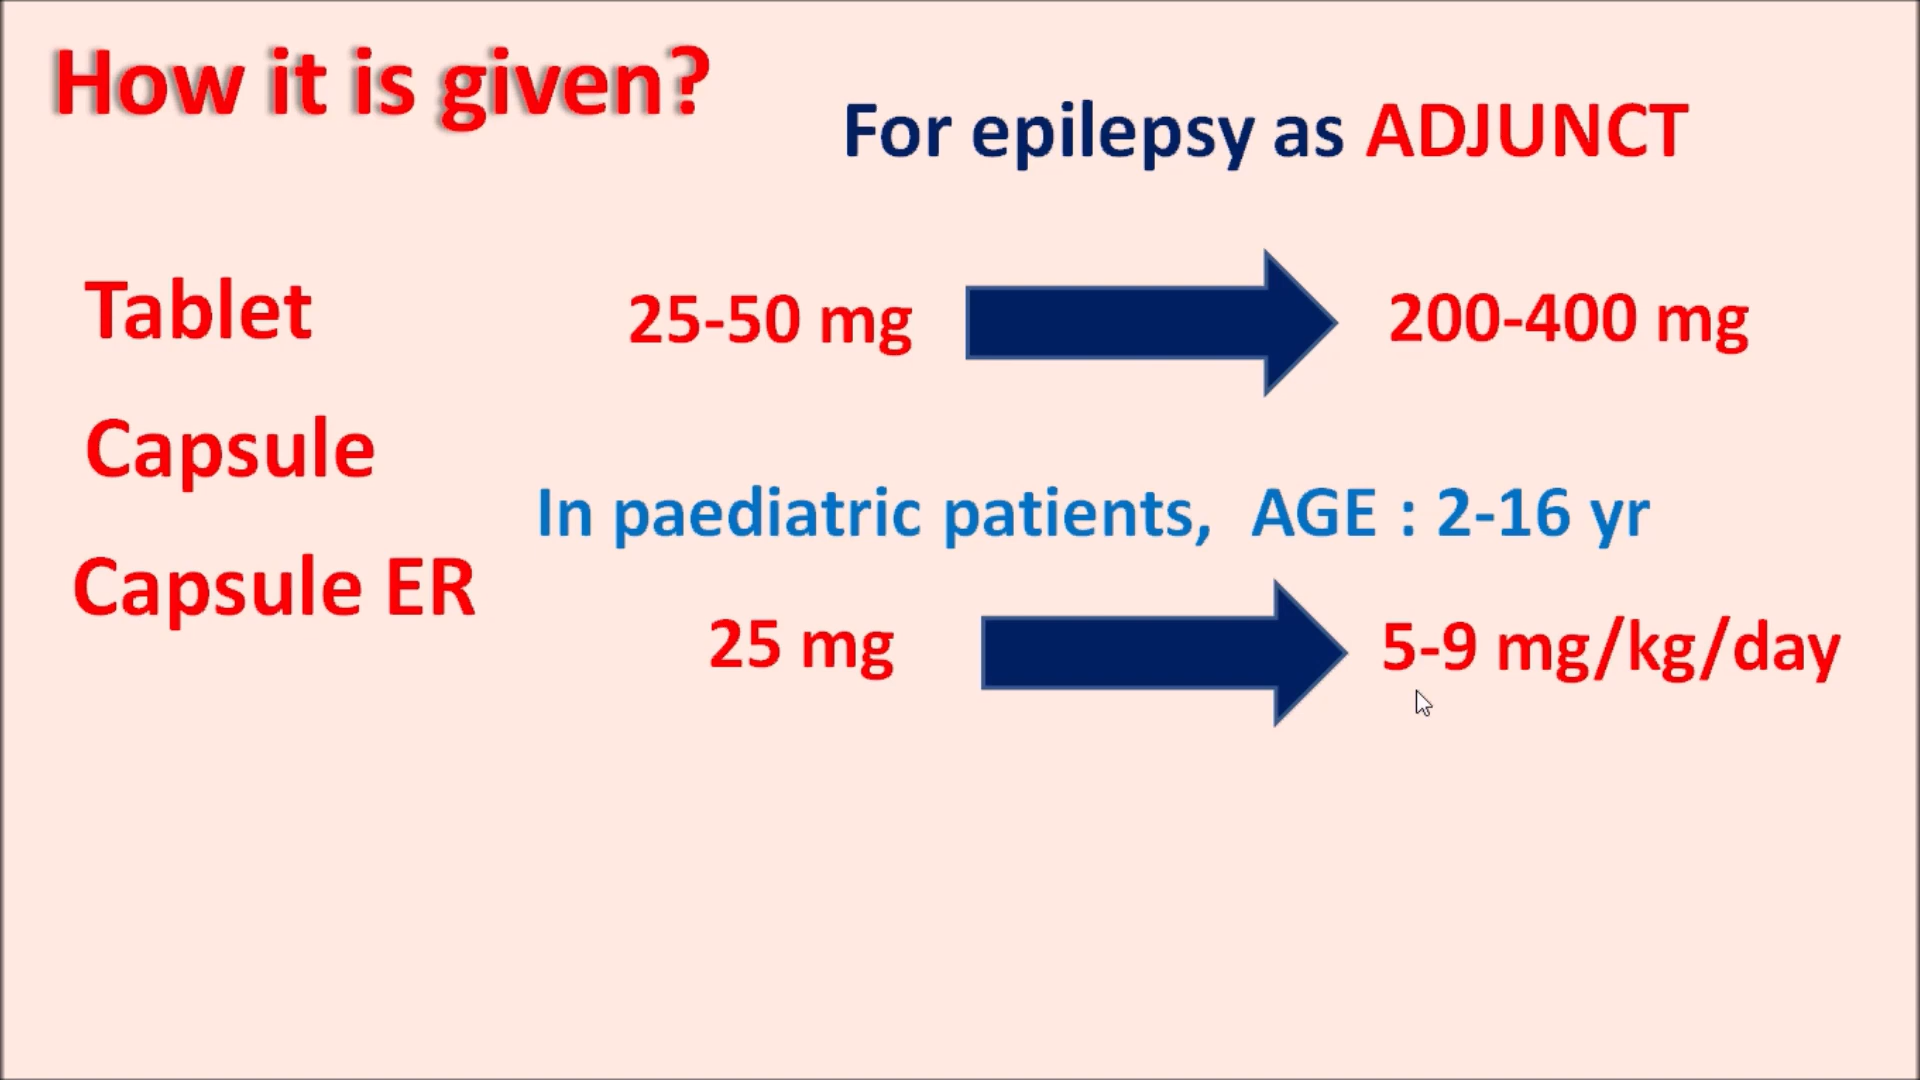 How it is given?
For epilepsy as ADJUNCT
Tablet
25-50 mg
200-400 mg
Capsule
In paediatric patients, AGE : 2-16 yr
Capsule ER
25 mg
5-9 mg/kg/day